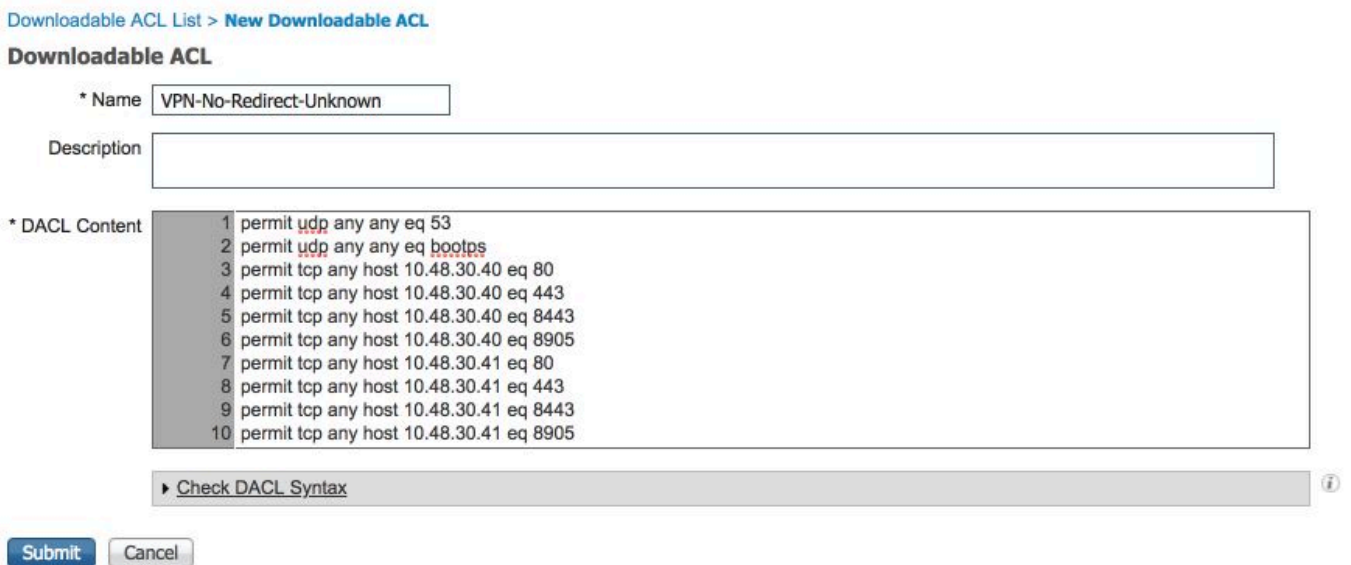 Downloadable ACL List > New Downloadable ACL
Downloadable ACL
* Name VPN-No-Redirect-Unknown
Description
* DACL Content
1 permit udp any any eq 53
2 permit udp any any eq bootps
3 permit tcp any host 10.48.30.40 eq 80
4 permit tcp any host 10.48.30.40 eq 443
5 permit tcp any host 10.48.30.40 eq 8443
6 permit tcp any host 10.48.30.40 eq 8905
7 permit tcp any host 10.48.30.41 eq 80
8 permit tcp any host 10.48.30.41 eq 443
9 permit tcp any host 10.48.30.41 eq 8443
10 permit tcp any host 10.48.30.41 eq 8905
Check DACL Syntax
i
Submit Cancel